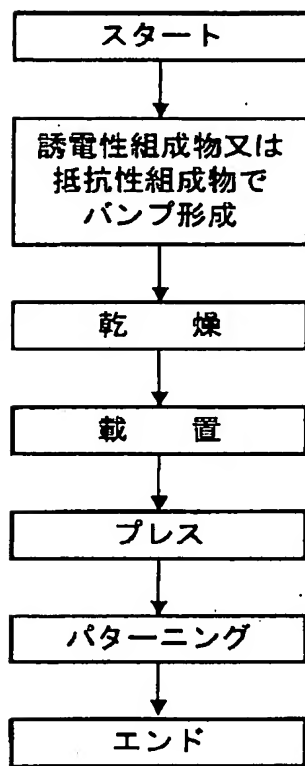 スタート
誘電性組成物又は
抵抗性組成物で
バンプ形成
乾 燥
載 置
プレス
パターニング
エンド